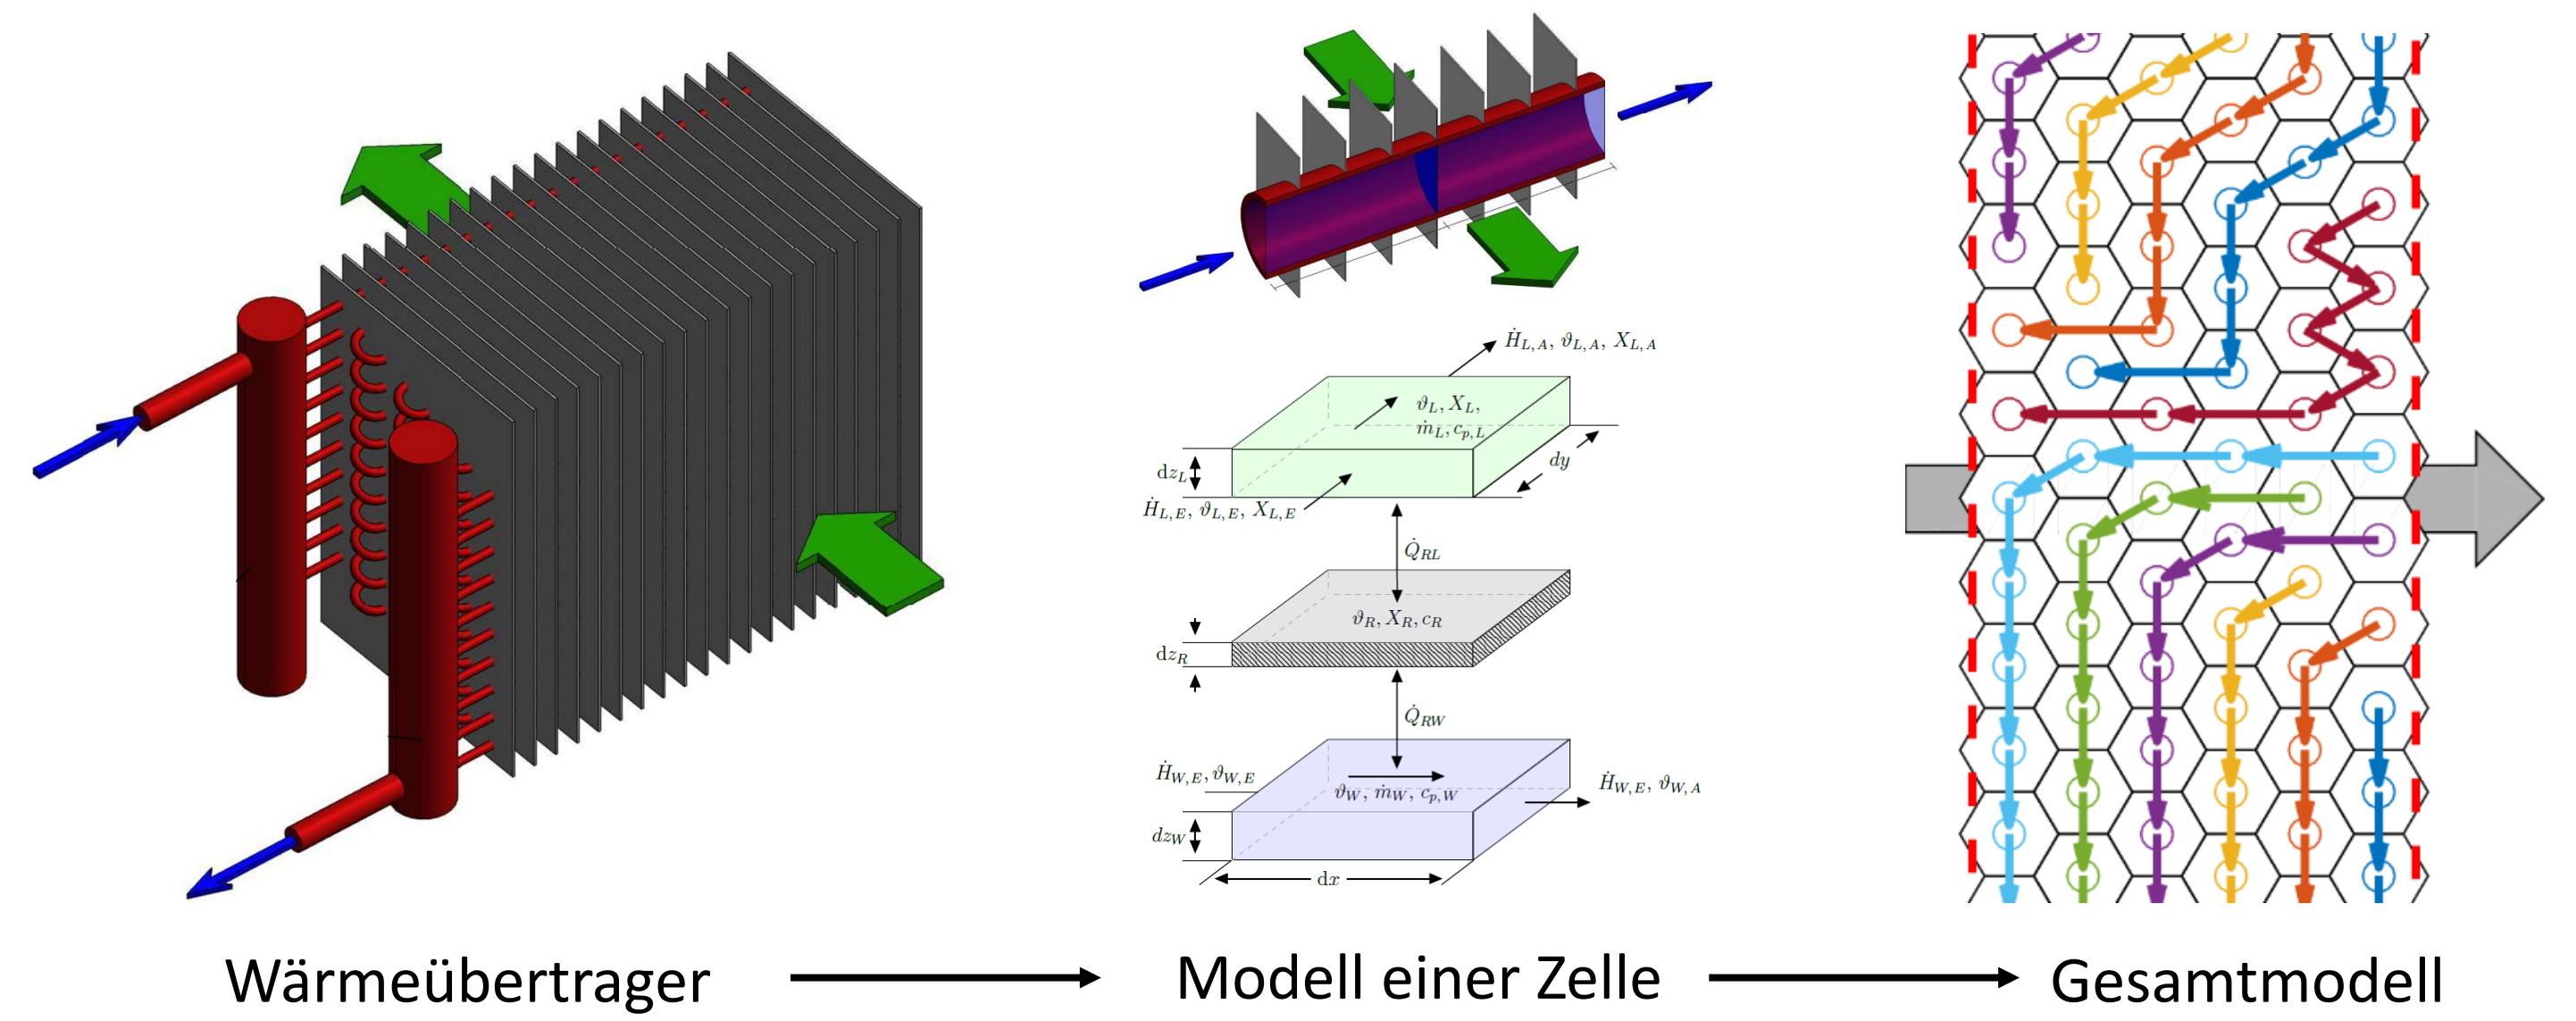 Ḣ_{L,A}, ϑ_{L,A}, X_{L,A}
ϑ_L, X_L,
ṁ_L, c_{p,L}
dz_L
dy
Ḣ_{L,E}, ϑ_{L,E}, X_{L,E}
Q̇_{RL}
ϑ_R, X_R, c_R
dz_R
Q̇_{RW}
Ḣ_{W,E}, ϑ_{W,E}
ϑ_W, ṁ_W, c_{p,W}
Ḣ_{W,E}, ϑ_{W,A}
dz_W
dx
Wärmeübertrager
Modell einer Zelle
Gesamtmodell